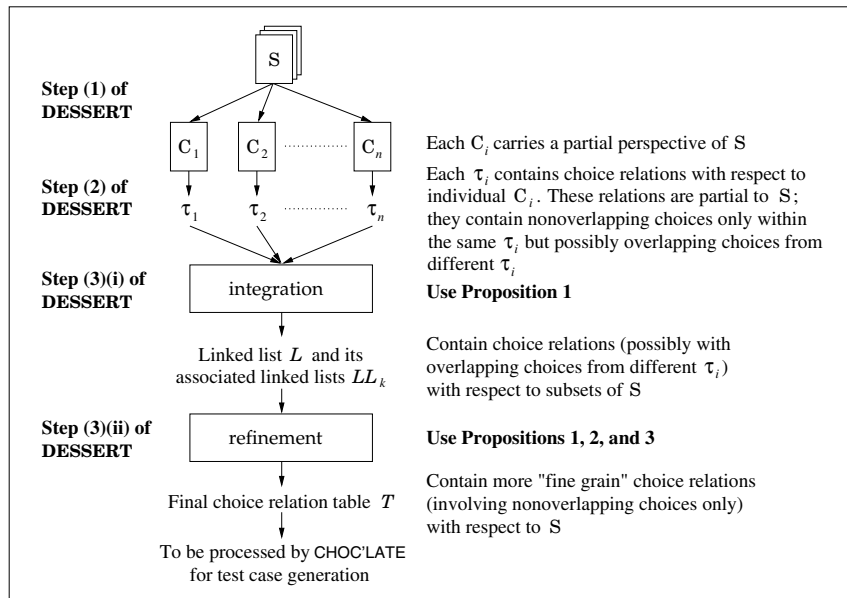 S
Step (1) of
DESSERT
C1 C2 Cn
Each Ci carries a partial perspective of S
Step (2) of
DESSERT
τ1 τ2 τn
Each τi contains choice relations with respect to
individual Ci. These relations are partial to S;
they contain nonoverlapping choices only within
the same τi but possibly overlapping choices from
different τi
Step (3)(i) of
DESSERT
integration
Use Proposition 1
Linked list L and its
associated linked lists LLk
Contain choice relations (possibly with
overlapping choices from different τi)
with respect to subsets of S
Step (3)(ii) of
DESSERT
refinement
Use Propositions 1, 2, and 3
Final choice relation table T
Contain more "fine grain" choice relations
(involving nonoverlapping choices only)
with respect to S
To be processed by CHOC'LATE
for test case generation